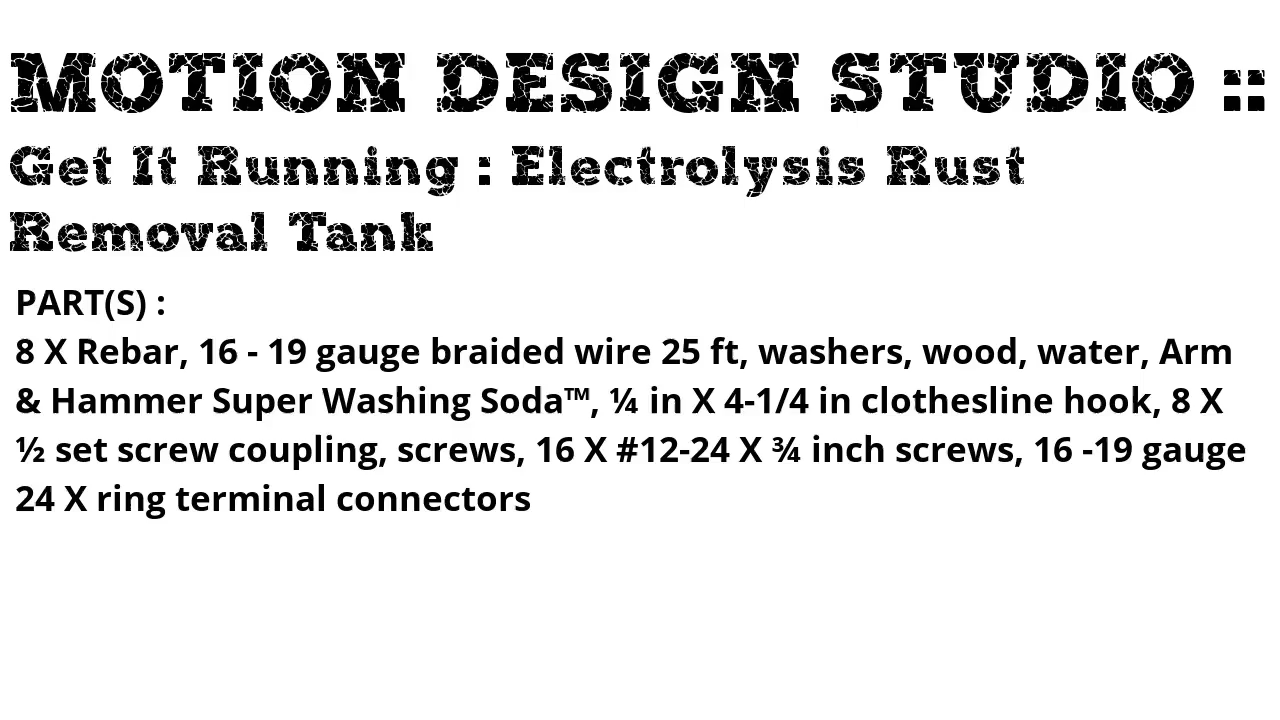 MOTION DESIGN STUDIO ::
Get It Running : Electrolysis Rust
Removal Tank
PART(S) :
8 X Rebar, 16 - 19 gauge braided wire 25 ft, washers, wood, water, Arm
& Hammer Super Washing Soda™, ¼ in X 4-1/4 in clothesline hook, 8 X
½ set screw coupling, screws, 16 X #12-24 X ¾ inch screws, 16 -19 gauge
24 X ring terminal connectors